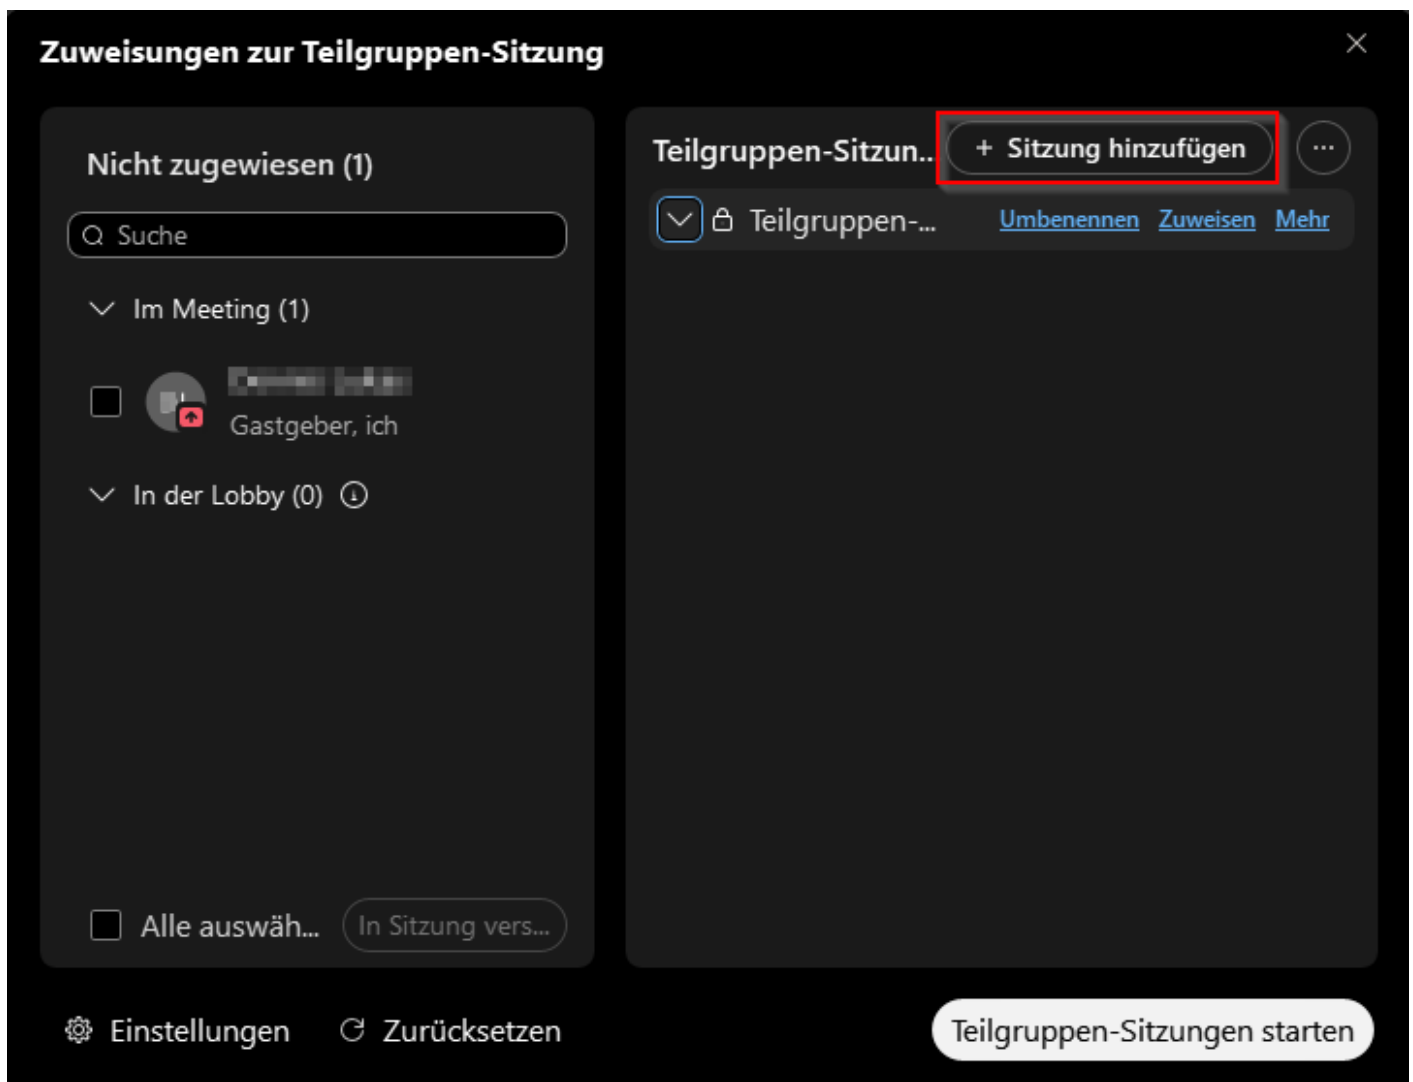 Zuweisungen zur Teilgruppen-Sitzung
Nicht zugewiesen (1)
Suche
Im Meeting (1)
Gastgeber, ich
In der Lobby (0)
Alle auswäh...
In Sitzung vers...
Teilgruppen-Sitzun...
+ Sitzung hinzufügen
Teilgruppen-... Umbenennen Zuweisen Mehr
Einstellungen
Zurücksetzen
Teilgruppen-Sitzungen starten